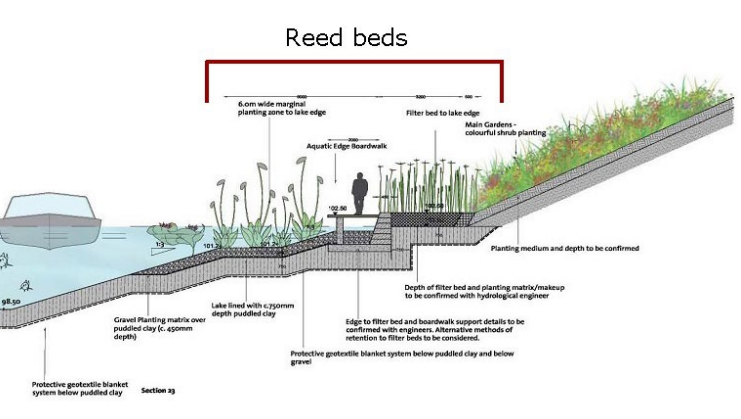 Reed beds
6.0m wide marginal
planting zone to lake edge
Filter bed to lake edge
Main Gardens -
colourful shrub planting
Aquatic Edge Boardwalk
102.50
1:3
98.50
Planting medium and depth to be confirmed
Depth of filter bed and planting matrix/makeup
to be confirmed with hydrological engineer
Gravel Planting matrix over
puddled clay (c. 450mm
depth)
Lake lined with c.750mm
depth puddled clay
Edge to filter bed and boardwalk support details to be
confirmed with engineers. Alternative methods of
retention to filter beds to be considered.
Protective geotextile blanket system below puddled clay and below
gravel
Protective geotextile blanket
system below puddled clay
Section 23